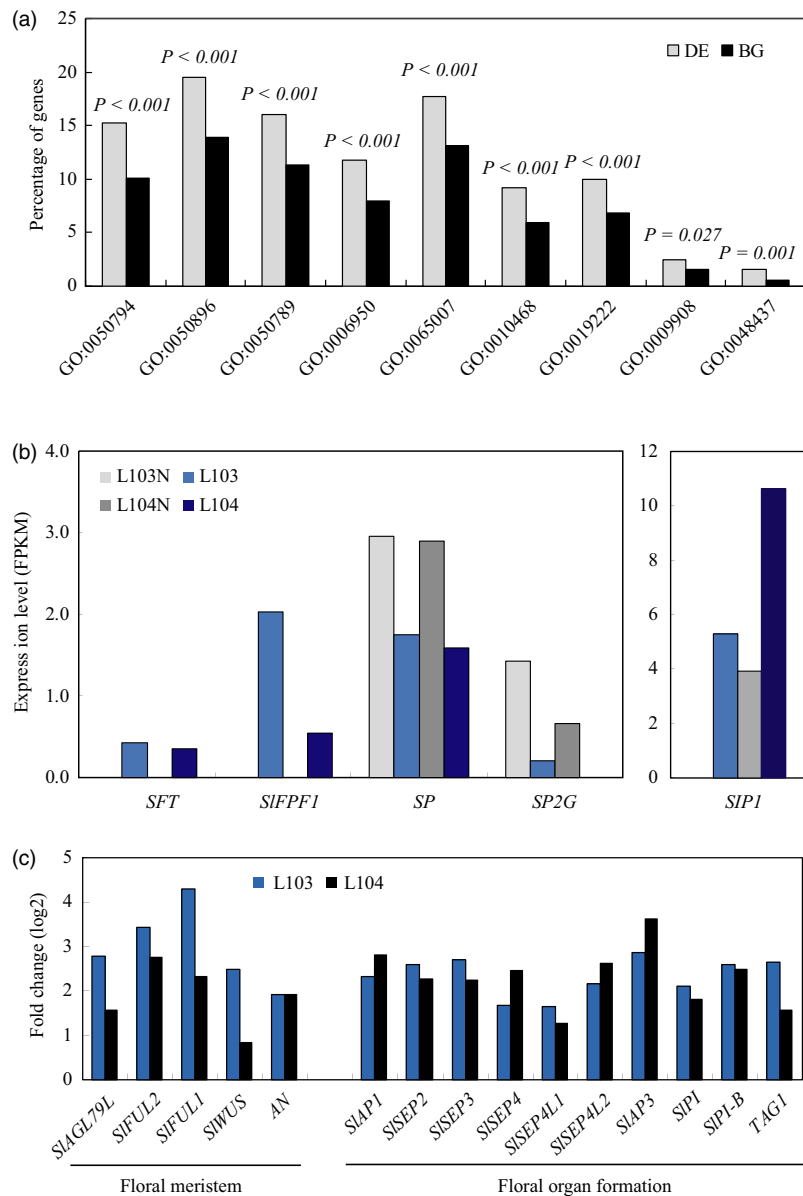 (a)
25
20
15
10
5
0
Percentage of genes
DE BG
P < 0.001
P < 0.001
P < 0.001
P < 0.001
P < 0.001
P < 0.001
P < 0.001
P = 0.027
P = 0.001
GO:0050794
GO:0050896
GO:0050789
GO:0006950
GO:0065007
GO:0010468
GO:0019222
GO:0009908
GO:0048437
(b)
4.0
3.0
2.0
1.0
0.0
Express ion level (FPKM)
L103N L103
L104N L104
SFT
SlFPF1
SP
SP2G
12
10
8
6
4
2
0
SIP1
(c)
5
4
3
2
1
0
Fold change (log2)
L103 L104
SlAGL79L
SlFUL2
SlFUL1
SlWUS
AN
SlAP1
SlSEP2
SlSEP3
SlSEP4
SlSEP4L1
SlSEP4L2
SlAP3
SlPI
SlPI-B
TAG1
Floral meristem
Floral organ formation